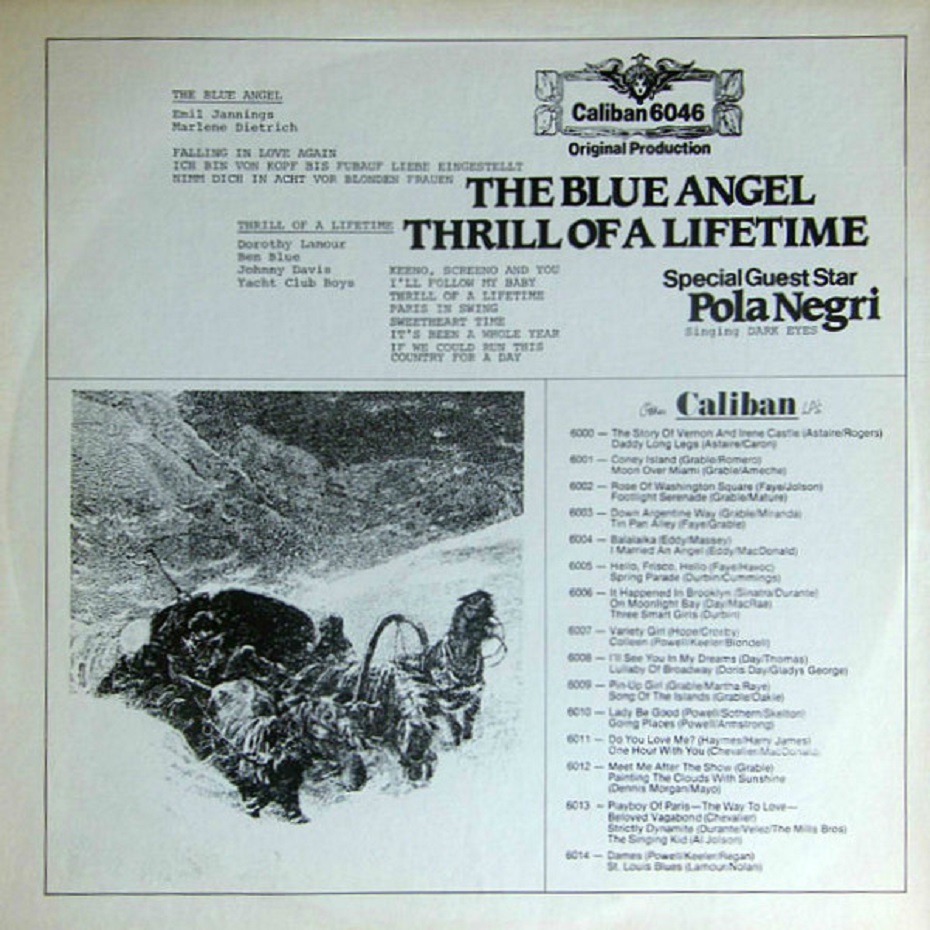 THE BLUE ANGEL
Emil Jannings
Marlene Dietrich
FALLING IN LOVE AGAIN
ICH BIN VON KOPF BIS FUBAUF LIEBE EINGESTELLT
NIMM DICH IN ACHT VOR BLONDEN FRAUEN
Caliban 6046
Original Production
THE BLUE ANGEL
THRILL OF A LIFETIME
Special Guest Star
Pola Negri
Singing DARK EYES
THRILL OF A LIFETIME
Dorothy Lamour
Ben Blue
Johnny Davis
Yacht Club Boys
KEENO, SCREENO AND YOU
I'LL FOLLOW MY BABY
THRILL OF A LIFETIME
PARIS IN SWING
SWEETHEART TIME
IT'S BEEN A WHOLE YEAR
IF WE COULD RUN THIS
COUNTRY FOR A DAY
Other Caliban LP's
6000 — The Story Of Vernon And Irene Castle (Astaire/Rogers)
Daddy Long Legs (Astaire/Caron)
6001 — Coney Island (Grable/Romero)
Moon Over Miami (Grable/Ameche)
6002 — Rose Of Washington Square (Faye/Jolson)
Footlight Serenade (Grable/Mature)
6003 — Down Argentine Way (Grable/Miranda)
Tin Pan Alley (Faye/Grable)
6004 — Balalaika (Eddy/Massey)
I Married An Angel (Eddy/MacDonald)
6005 — Hello, Frisco, Hello (Faye/Havoc)
Spring Parade (Durbin/Cummings)
6006 — It Happened In Brooklyn (Sinatra/Durante)
On Moonlight Bay (Day/MacRae)
Three Smart Girls (Durbin)
6007 — Variety Girl (Hope/Crosby)
Colleen (Powell/Keeler/Blondell)
6008 — I'll See You In My Dreams (Day/Thomas)
Lullaby Of Broadway (Doris Day/Gladys George)
6009 — Pin-Up Girl (Grable/Martha Raye)
Song Of The Islands (Grable/Oakie)
6010 — Lady Be Good (Powell/Sothern/Skelton)
Going Places (Powell/Armstrong)
6011 — Do You Love Me? (Haymes/Harry James)
One Hour With You (Chevalier/MacDonald)
6012 — Meet Me After The Show (Grable)
Painting The Clouds With Sunshine
(Dennis Morgan/Mayo)
6013 — Playboy Of Paris—The Way To Love—
Beloved Vagabond (Chevalier)
Strictly Dynamite (Durante/Velez/The Mills Bros)
The Singing Kid (Al Jolson)
6014 — Dames (Powell/Keeler/Regan)
St. Louis Blues (Lamour/Nolan)